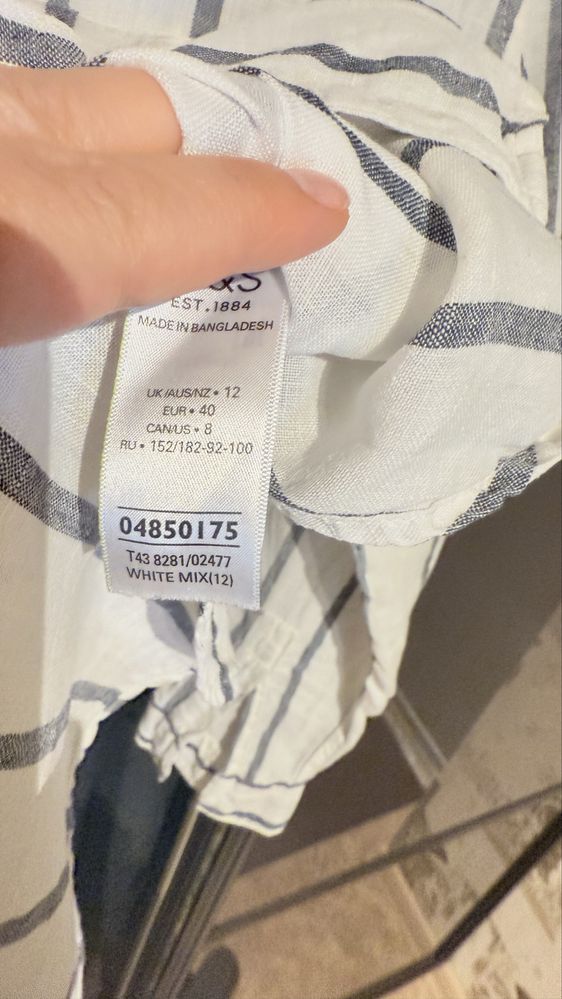 &S
EST.1884
MADE IN BANGLADESH
UK/AUS/NZ • 12
EUR • 40
CAN/US • 8
RU • 152/182-92-100
04850175
T43 8281/02477
WHITE MIX(12)